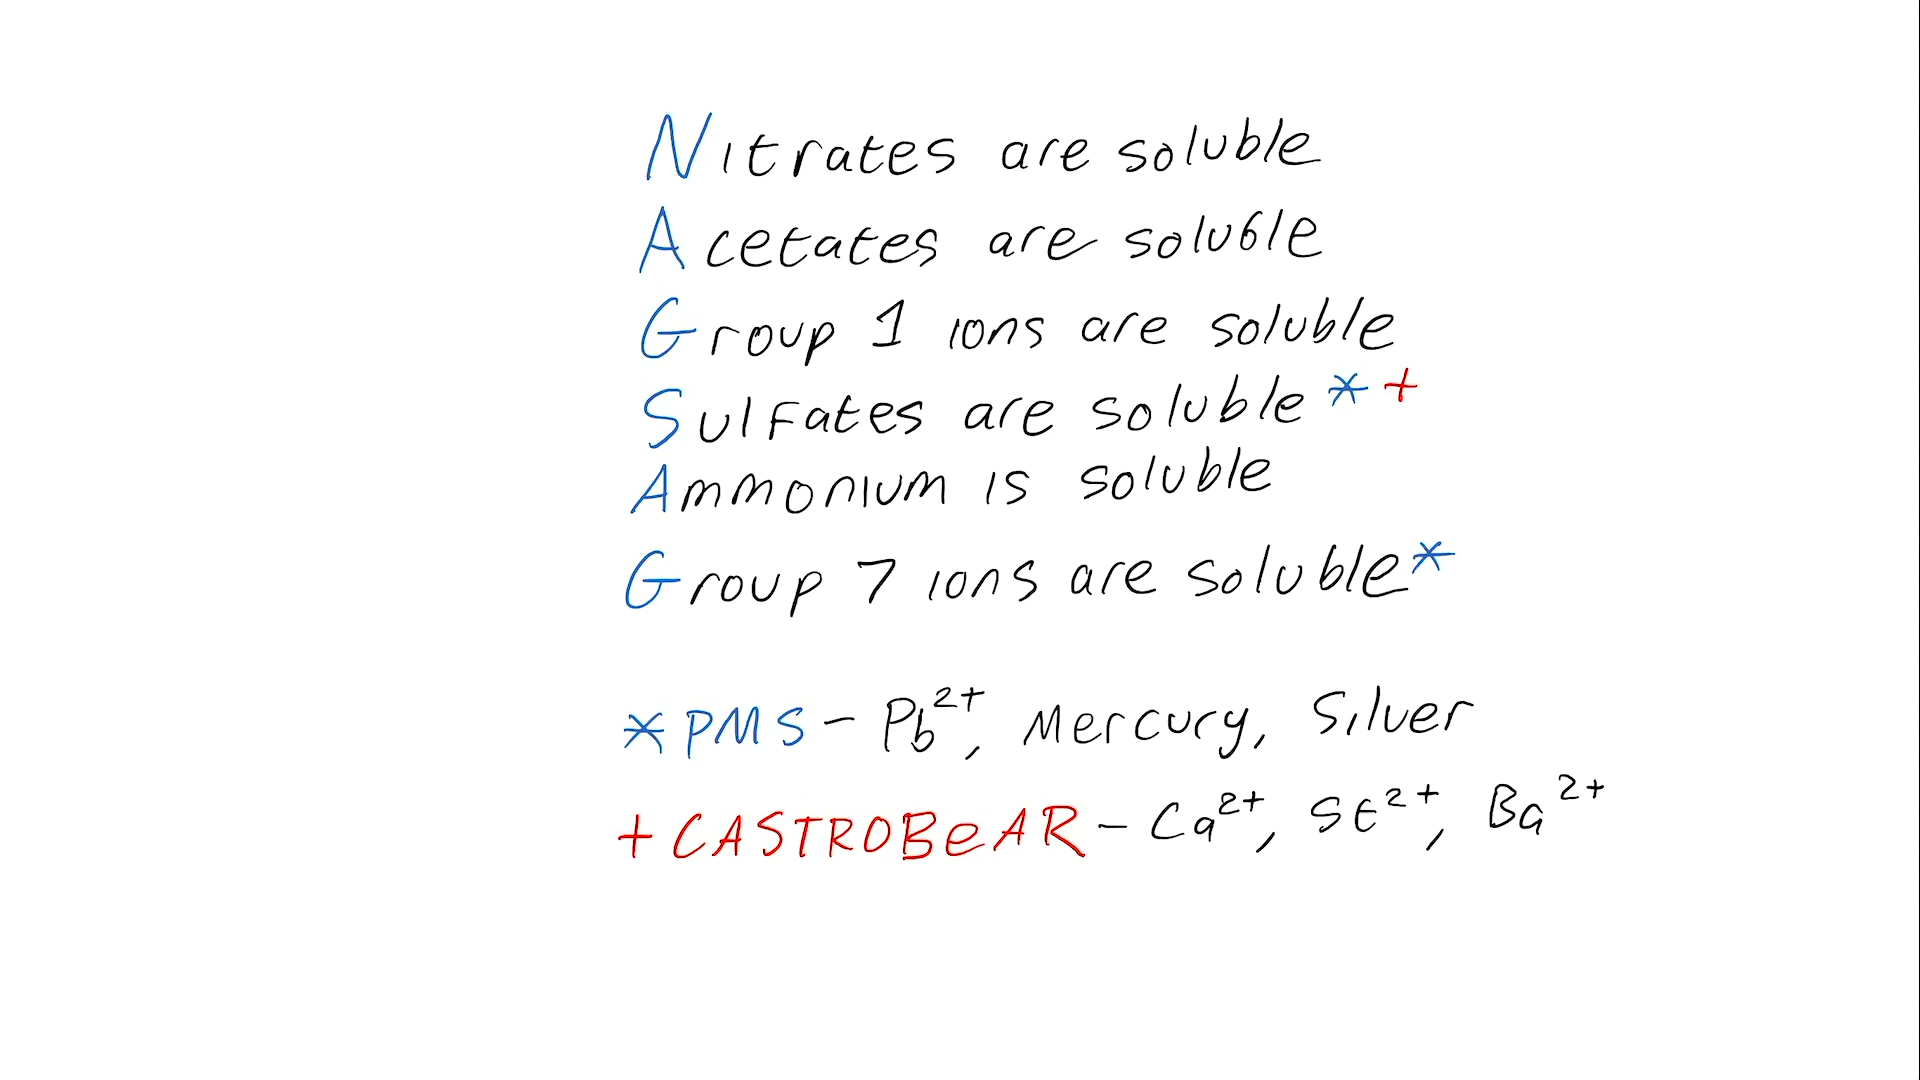 Nitrates are soluble
Acetates are soluble
Group 1 ions are soluble
Sulfates are soluble * +
Ammonium is soluble
Group 7 ions are soluble*
* PMS - Pb²⁺, Mercury, Silver
+ CASTROBeAR - Ca²⁺, St²⁺, Ba²⁺